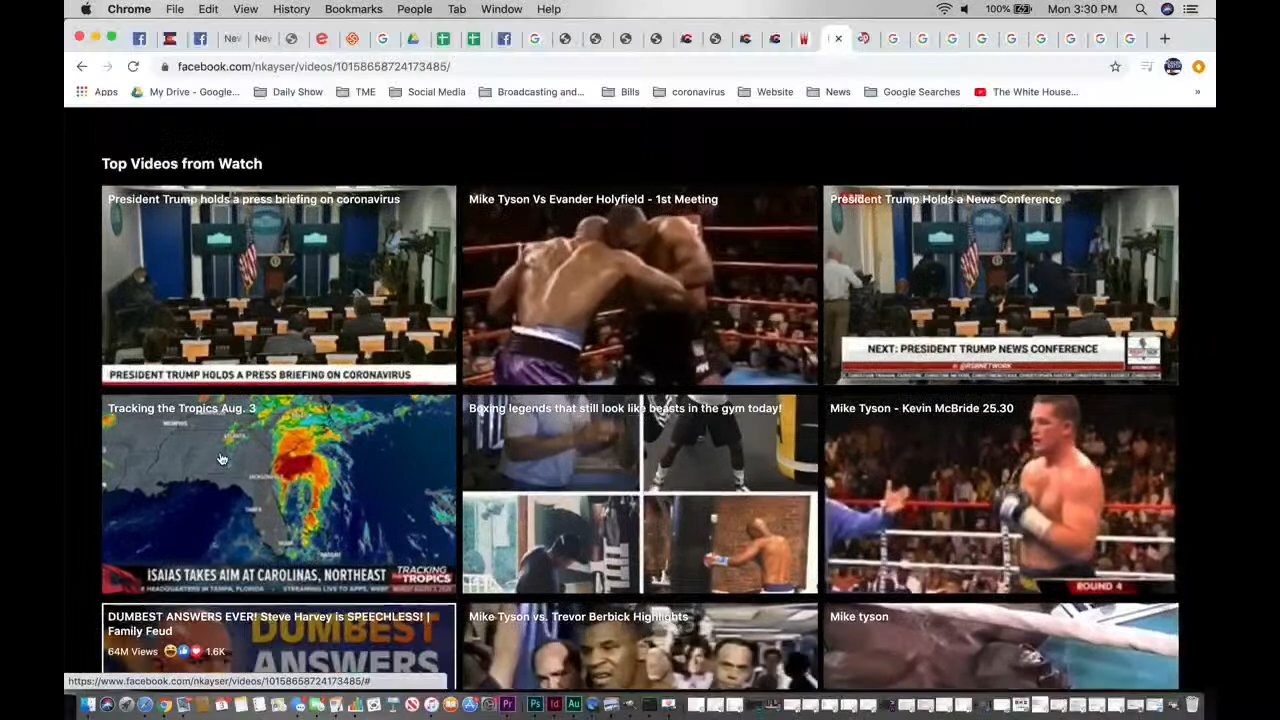 Chrome File Edit View History Bookmarks People Tab Window Help 100% Mon 3:30 PM
facebook.com/nkayser/videos/10158658724173485/
Apps My Drive - Google... Daily Show TME Social Media Broadcasting and... Bills coronavirus Website News Google Searches The White House... »
Top Videos from Watch
President Trump holds a press briefing on coronavirus
PRESIDENT TRUMP HOLDS A PRESS BRIEFING ON CORONAVIRUS
Mike Tyson Vs Evander Holyfield - 1st Meeting
President Trump Holds a News Conference
NEXT: PRESIDENT TRUMP NEWS CONFERENCE
@RSBNETWORK
Tracking the Tropics Aug. 3
MEMPHIS
ATLANTA
JACKSONVILLE
TAMPA
MIAMI
NASSAU
ISAIAS TAKES AIM AT CAROLINAS, NORTHEAST
TRACKING
TROPICS
Boxing legends that still look like beasts in the gym today!
Mike Tyson - Kevin McBride 25.30
ROUND 4
DUMBEST ANSWERS EVER! Steve Harvey is SPEECHLESS! |
Family Feud
64M Views 1.6K
DUMBEST
ANSWERS
Mike Tyson vs. Trevor Berbick Highlights
Mike tyson
https://www.facebook.com/nkayser/videos/10158658724173485/#